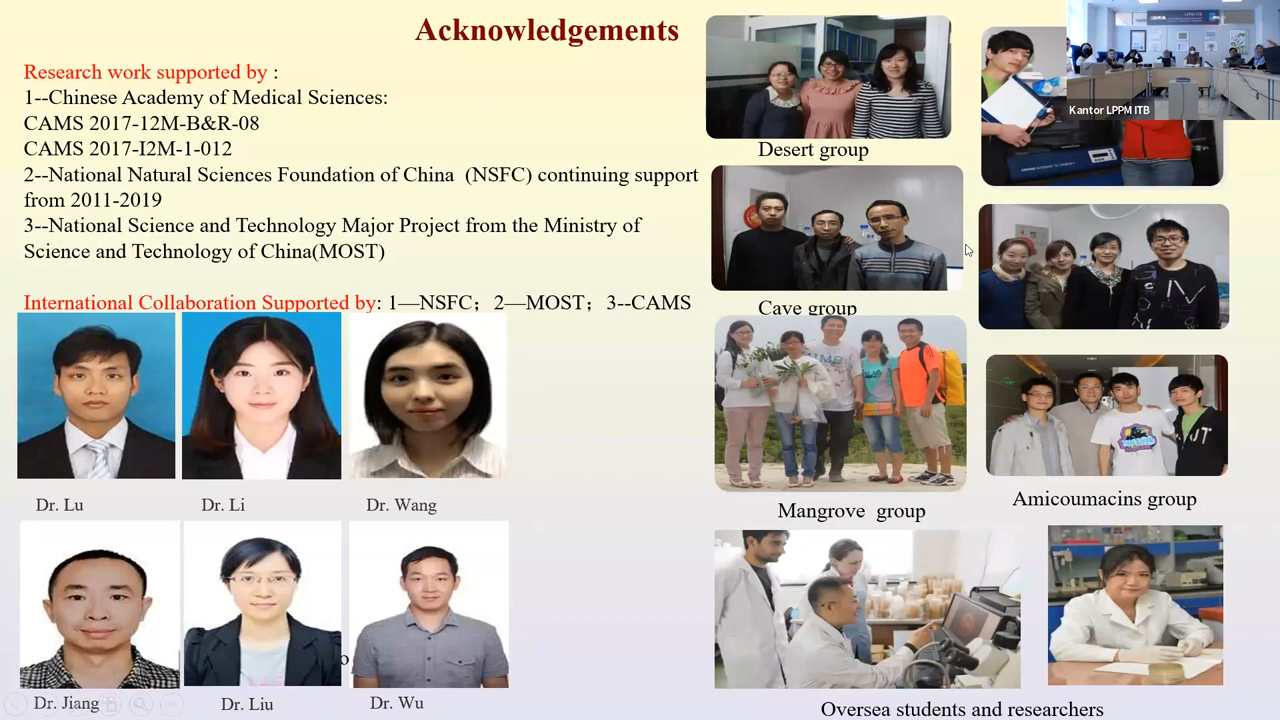 Acknowledgements
Research work supported by :
1--Chinese Academy of Medical Sciences:
CAMS 2017-12M-B&R-08
CAMS 2017-I2M-1-012
2--National Natural Sciences Foundation of China (NSFC) continuing support
from 2011-2019
3--National Science and Technology Major Project from the Ministry of
Science and Technology of China(MOST)
International Collaboration Supported by: 1—NSFC；2—MOST；3--CAMS
Dr. Lu
Dr. Li
Dr. Wang
Dr. Jiang
Dr. Liu
Dr. Wu
Desert group
Cave group
Mangrove group
Amicoumacins group
Oversea students and researchers
LPPM ITB
Kantor LPPM ITB